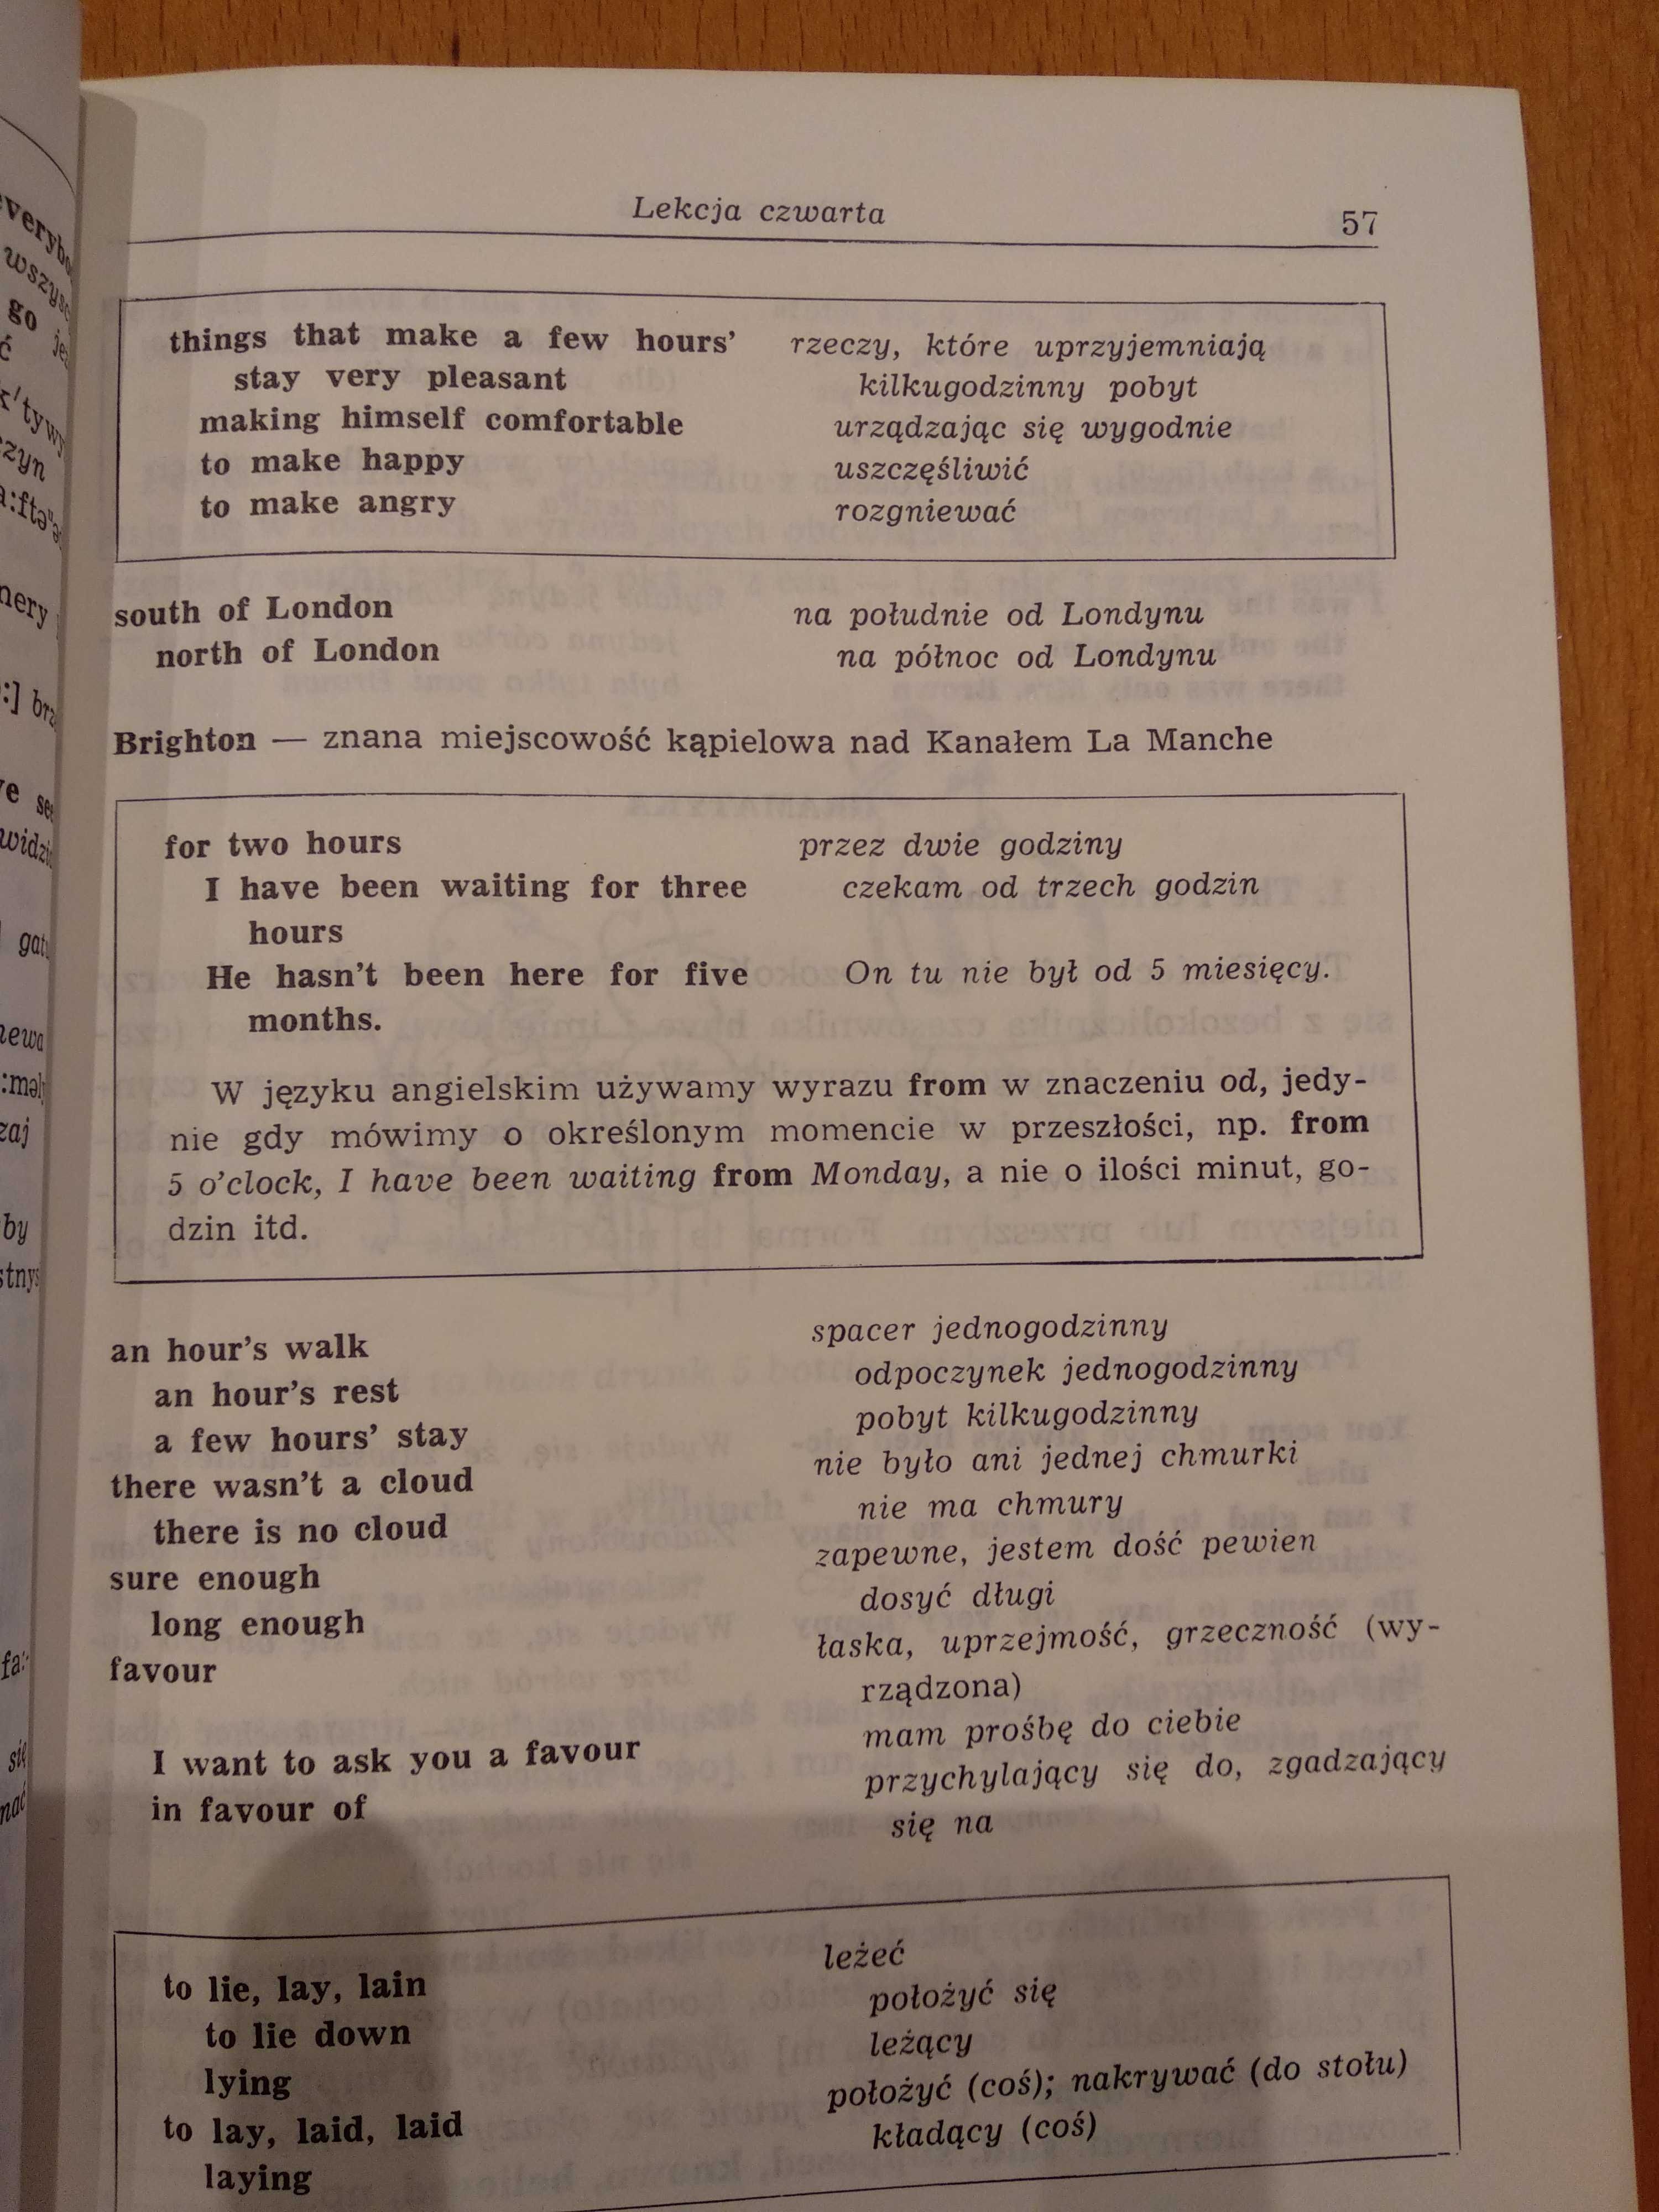 Lekcja czwarta 57
things that make a few hours' rzeczy, które uprzyjemniają
stay very pleasant kilkugodzinny pobyt
making himself comfortable urządzając się wygodnie
to make happy uszczęśliwić
to make angry rozgniewać
south of London na południe od Londynu
north of London na północ od Londynu
Brighton — znana miejscowość kąpielowa nad Kanałem La Manche
for two hours przez dwie godziny
I have been waiting for three czekam od trzech godzin
hours
He hasn't been here for five On tu nie był od 5 miesięcy.
months.
W języku angielskim używamy wyrazu from w znaczeniu od, jedy-
nie gdy mówimy o określonym momencie w przeszłości, np. from
5 o'clock, I have been waiting from Monday, a nie o ilości minut, go-
dzin itd.
an hour's walk spacer jednogodzinny
an hour's rest odpoczynek jednogodzinny
a few hours' stay pobyt kilkugodzinny
there wasn't a cloud nie było ani jednej chmurki
there is no cloud nie ma chmury
sure enough zapewne, jestem dość pewien
long enough dosyć długi
favour łaska, uprzejmość, grzeczność (wy-
rządzona)
I want to ask you a favour mam prośbę do ciebie
in favour of przychylający się do, zgadzający
się na
to lie, lay, lain leżeć
to lie down położyć się
lying leżący
to lay, laid, laid położyć (coś); nakrywać (do stołu)
laying kładący (coś)